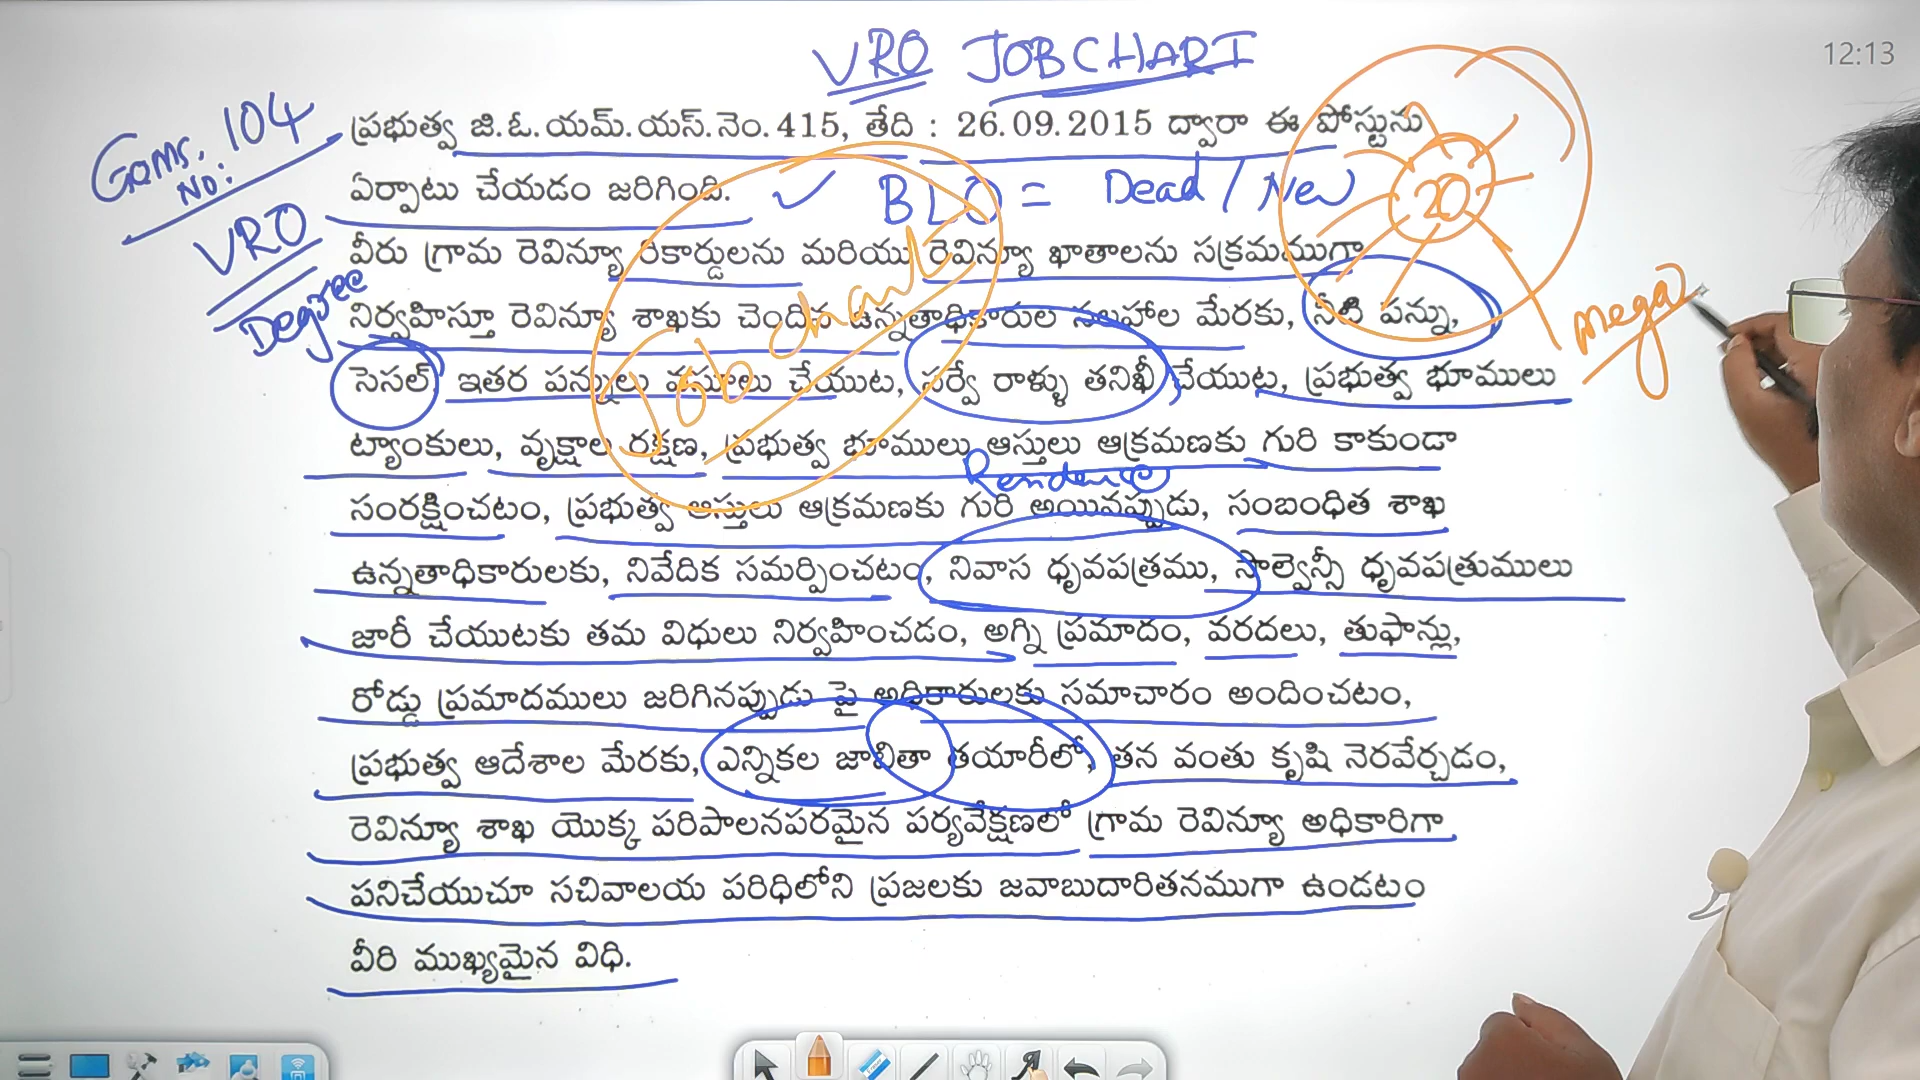 VRO JOB CHART
12:13
Goms. No: 104
VRO
Degree
ప్రభుత్వ జి.ఓ.యమ్.యస్.నెం.415, తేది : 26.09.2015 ద్వారా ఈ పోస్టును
ఏర్పాటు చేయడం జరిగింది. ✓ BLO = Dead / New
20
వీరు గ్రామ రెవిన్యూ రికార్డులను మరియు రెవిన్యూ ఖాతాలను సక్రమముగా
నిర్వహిస్తూ రెవిన్యూ శాఖకు చెందిన ఉన్నతాధికారుల సలహాల మేరకు, నీటి పన్ను,
mega
సెసల్ ఇతర పన్నులు వసూలు చేయుట, సర్వే రాళ్ళు తనిఖీ చేయుట, ప్రభుత్వ భూములు
Job chart
ట్యాంకులు, వృక్షాల రక్షణ, ప్రభుత్వ భూములు ఆస్తులు ఆక్రమణకు గురి కాకుండా
సంరక్షించటం, ప్రభుత్వ ఆస్తులు ఆక్రమణకు గురి అయినప్పుడు, సంబంధిత శాఖ
ఉన్నతాధికారులకు, నివేదిక సమర్పించటం, నివాస ధృవపత్రము, సాల్వెన్సీ ధృవపత్రుములు
జారీ చేయుటకు తమ విధులు నిర్వహించడం, అగ్ని ప్రమాదం, వరదలు, తుఫాన్లు,
రోడ్డు ప్రమాదములు జరిగినప్పుడు పై అధికారులకు సమాచారం అందించటం,
ప్రభుత్వ ఆదేశాల మేరకు, ఎన్నికల జావితా తయారీలో, తన వంతు కృషి నెరవేర్చడం,
రెవిన్యూ శాఖ యొక్క పరిపాలనపరమైన పర్యవేక్షణలో గ్రామ రెవిన్యూ అధికారిగా
పనిచేయుచూ సచివాలయ పరిధిలోని ప్రజలకు జవాబుదారితనముగా ఉండటం
వీరి ముఖ్యమైన విధి.